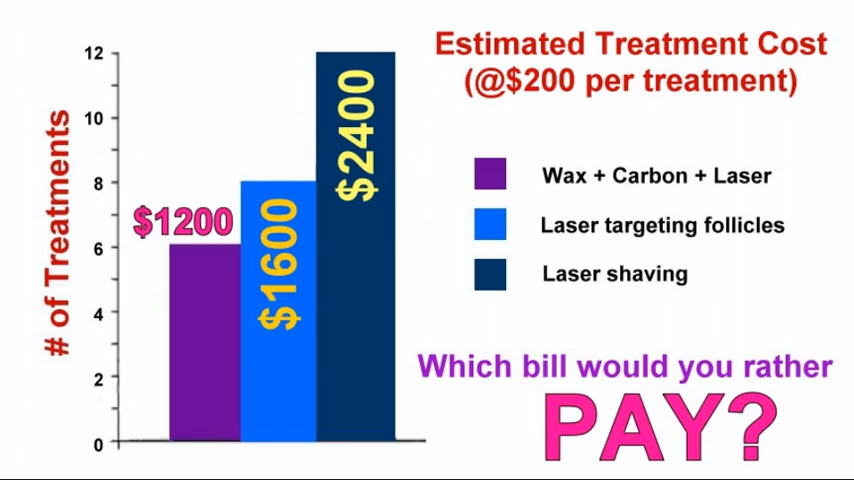 Estimated Treatment Cost
(@$200 per treatment)
# of Treatments
12
10
8
6
4
2
0
$1200
$1600
$2400
Wax + Carbon + Laser
Laser targeting follicles
Laser shaving
Which bill would you rather
PAY?